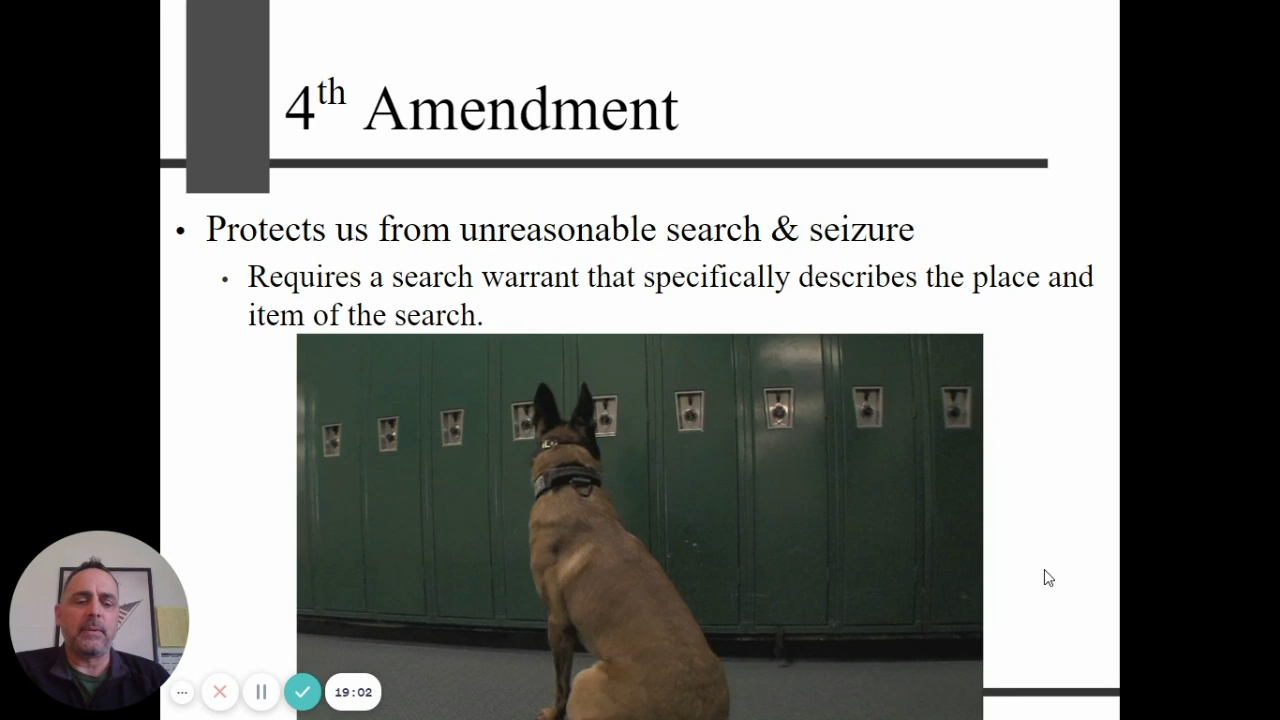 4th Amendment
• Protects us from unreasonable search & seizure
• Requires a search warrant that specifically describes the place and
item of the search.
19:02